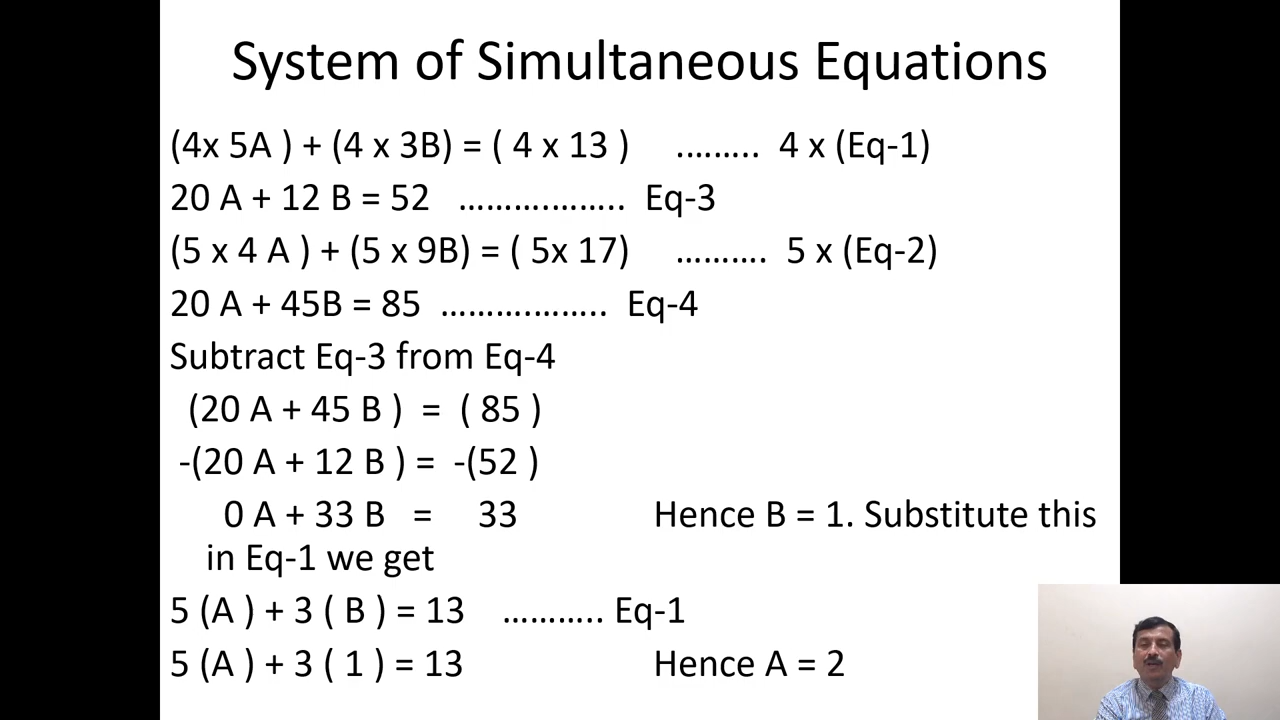 System of Simultaneous Equations
(4x 5A ) + (4 x 3B) = ( 4 x 13 ) ……… 4 x (Eq-1)
20 A + 12 B = 52 ……….…….. Eq-3
(5 x 4 A ) + (5 x 9B) = ( 5x 17) ………. 5 x (Eq-2)
20 A + 45B = 85 ……….…….. Eq-4
Subtract Eq-3 from Eq-4
(20 A + 45 B ) = ( 85 )
-(20 A + 12 B ) = -(52 )
0 A + 33 B = 33 Hence B = 1. Substitute this
in Eq-1 we get
5 (A ) + 3 ( B ) = 13 ……….. Eq-1
5 (A ) + 3 ( 1 ) = 13 Hence A = 2